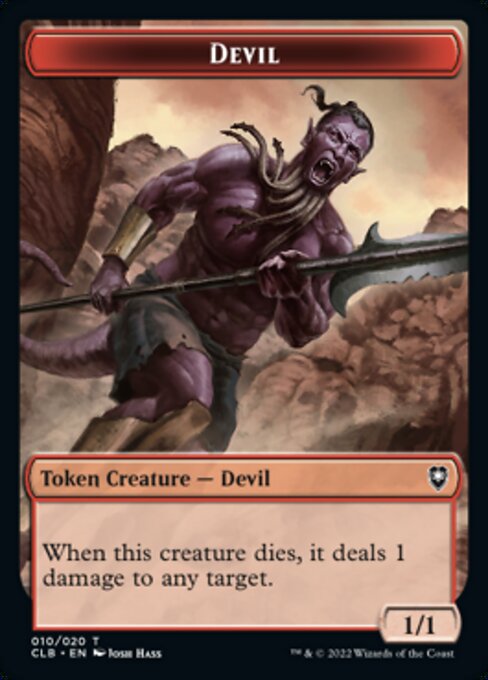 Devil
Token Creature — Devil
When this creature dies, it deals 1
damage to any target.
1/1
010/020 T
CLB • EN Josh Hass
™ & © 2022 Wizards of the Coast